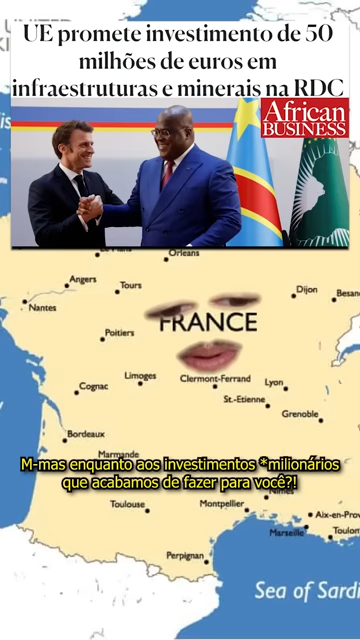 UE promete investimento de 50
milhões de euros em
infraestruturas e minerais na RDC
African
BUSINESS
Orleans
Angers
Tours
Dijon
Nantes
FRANCE
Poitiers
Limoges
Clermont-Ferrand
Lyon
Cognac
St.-Etienne
Grenoble
Bordeaux
Marmande
M-mas enquanto aos investimentos *milionários
que acabamos de fazer para você?!
Toulouse
Montpellier
Nimes
Aix-en-Prov
Marseille
Toulon
Perpignan
Sea of Sardi